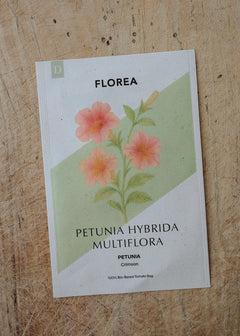 D
FLOREA
PETUNIA HYBRIDA
MULTIFLORA
PETUNIA
Crimson